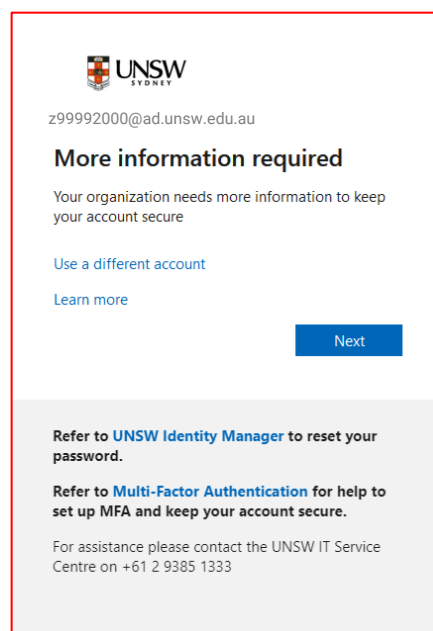 UNSW
SYDNEY
z99992000@ad.unsw.edu.au
More information required
Your organization needs more information to keep
your account secure
Use a different account
Learn more
Next
Refer to UNSW Identity Manager to reset your
password.
Refer to Multi-Factor Authentication for help to
set up MFA and keep your account secure.
For assistance please contact the UNSW IT Service
Centre on +61 2 9385 1333